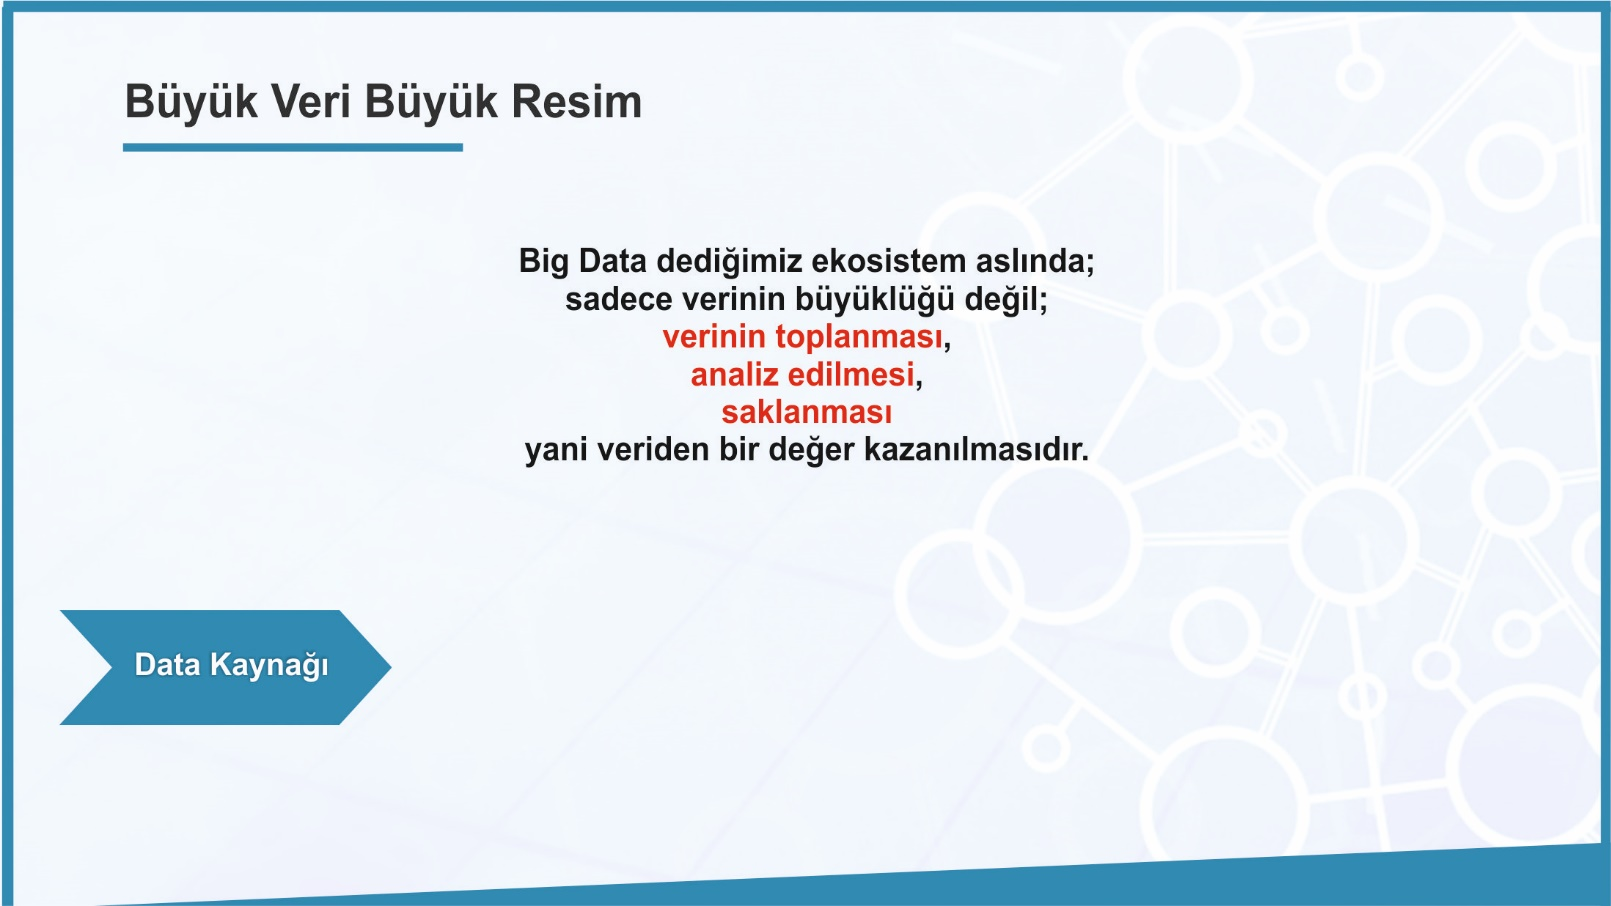 Büyük Veri Büyük Resim
Big Data dediğimiz ekosistem aslında;
sadece verinin büyüklüğü değil;
verinin toplanması,
analiz edilmesi,
saklanması
yani veriden bir değer kazanılmasıdır.
Data Kaynağı